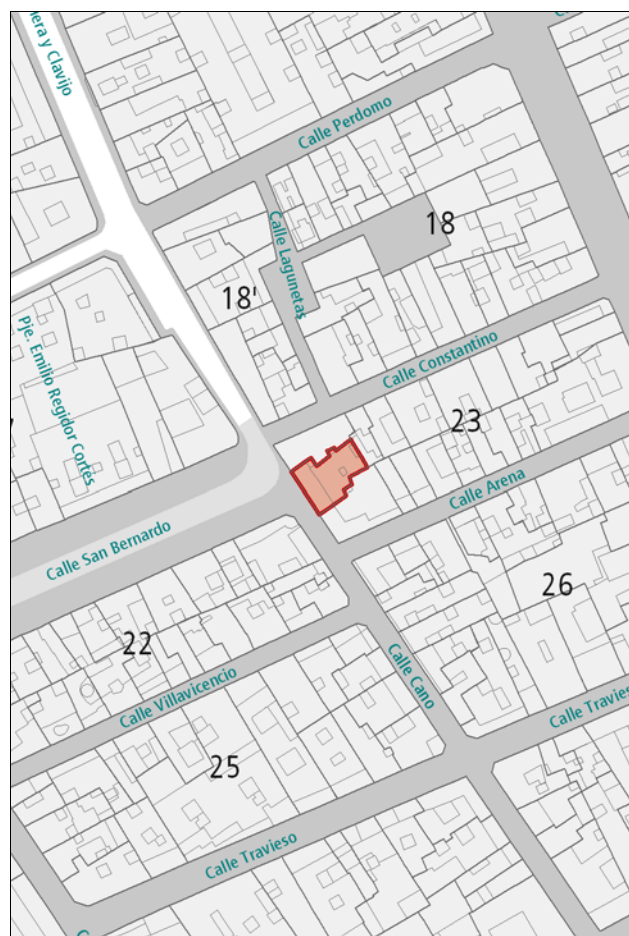 era y Clavijo
Calle Perdomo
18
Calle Lagunetas
18'
Pje. Emilio Regidor Cortés
Calle Constantino
23
Calle Arena
Calle San Bernardo
26
22
Calle Cano
Calle Villavicencio
Calle Travies
25
Calle Travieso